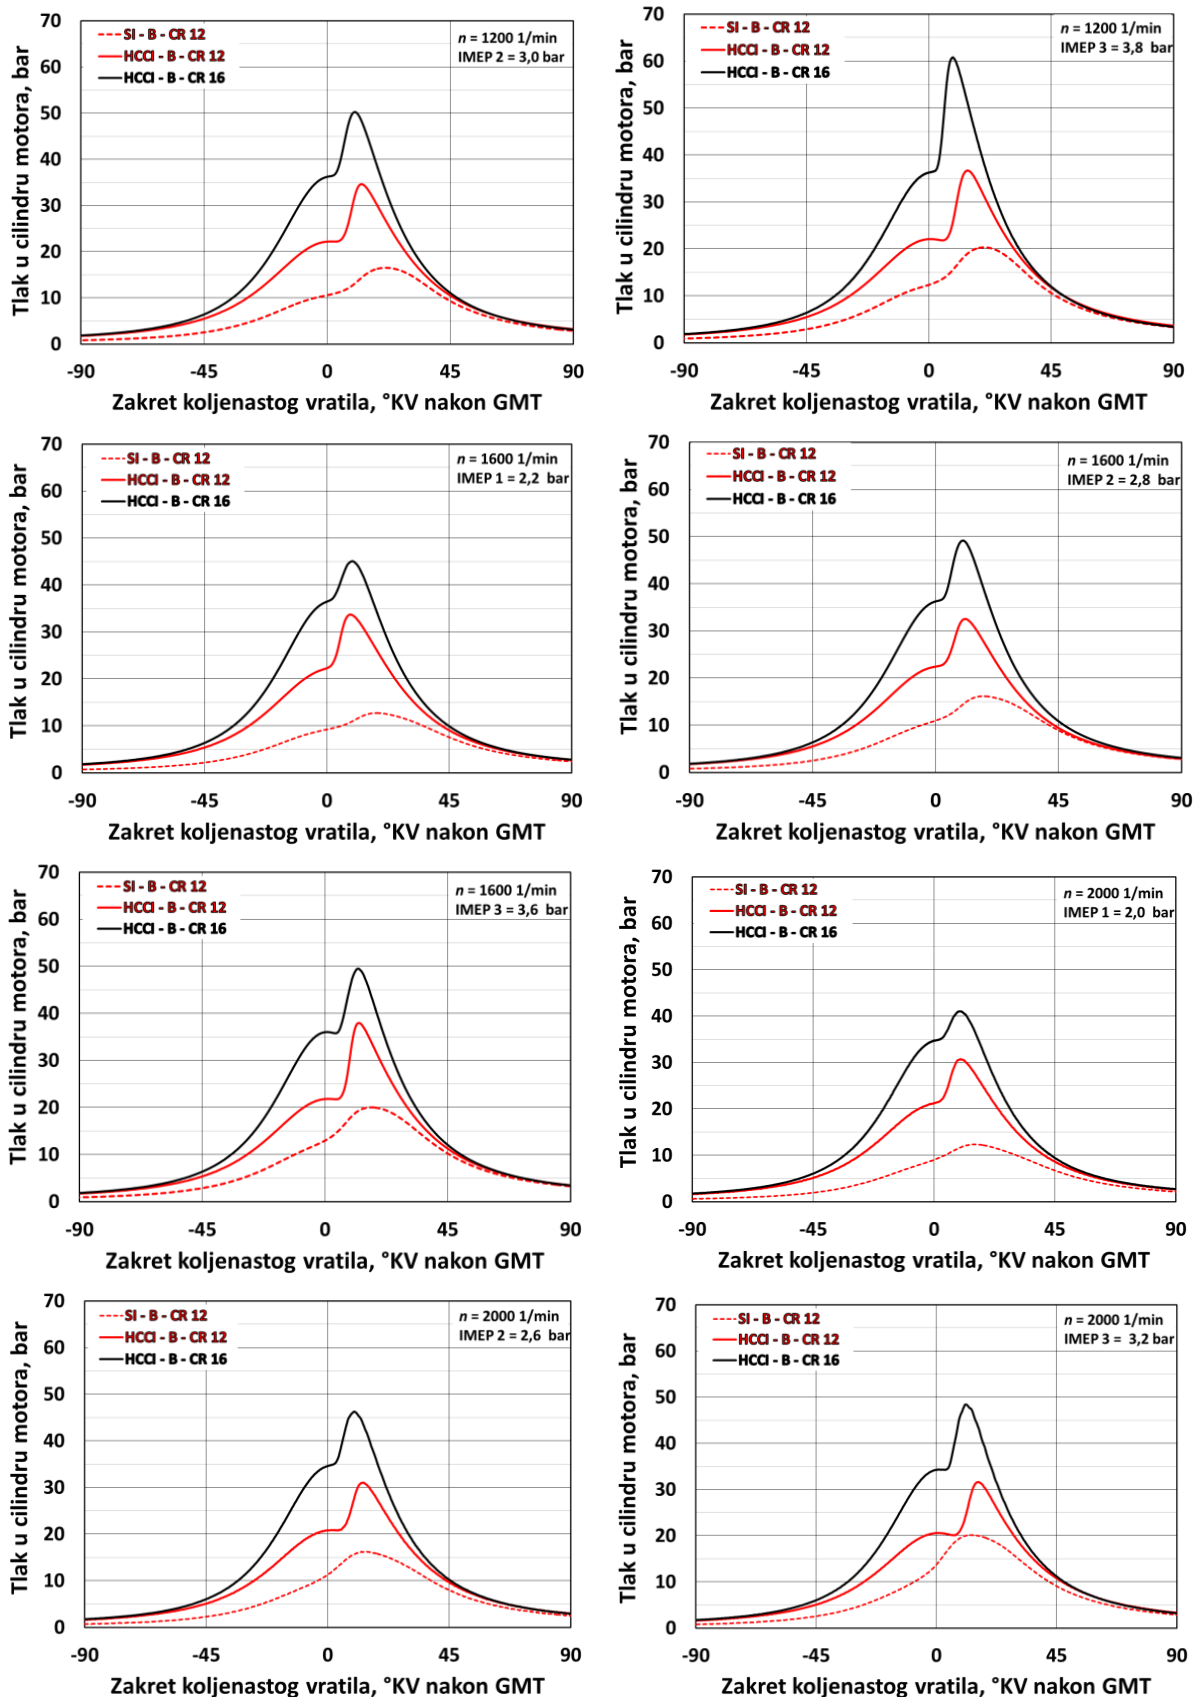 Tlak u cilindru motora, bar
70
60
50
40
30
20
10
0
SI - B - CR 12
HCCI - B - CR 12
HCCI - B - CR 16
n = 1200 1/min
IMEP 2 = 3,0 bar
-90 -45 0 45 90
Zakret koljenastog vratila, °KV nakon GMT
Tlak u cilindru motora, bar
70
60
50
40
30
20
10
0
SI - B - CR 12
HCCI - B - CR 12
HCCI - B - CR 16
n = 1200 1/min
IMEP 3 = 3,8 bar
-90 -45 0 45 90
Zakret koljenastog vratila, °KV nakon GMT
Tlak u cilindru motora, bar
70
60
50
40
30
20
10
0
SI - B - CR 12
HCCI - B - CR 12
HCCI - B - CR 16
n = 1600 1/min
IMEP 1 = 2,2 bar
-90 -45 0 45 90
Zakret koljenastog vratila, °KV nakon GMT
Tlak u cilindru motora, bar
70
60
50
40
30
20
10
0
SI - B - CR 12
HCCI - B - CR 12
HCCI - B - CR 16
n = 1600 1/min
IMEP 2 = 2,8 bar
-90 -45 0 45 90
Zakret koljenastog vratila, °KV nakon GMT
Tlak u cilindru motora, bar
70
60
50
40
30
20
10
0
SI - B - CR 12
HCCI - B - CR 12
HCCI - B - CR 16
n = 1600 1/min
IMEP 3 = 3,6 bar
-90 -45 0 45 90
Zakret koljenastog vratila, °KV nakon GMT
Tlak u cilindru motora, bar
70
60
50
40
30
20
10
0
SI - B - CR 12
HCCI - B - CR 12
HCCI - B - CR 16
n = 2000 1/min
IMEP 1 = 2,0 bar
-90 -45 0 45 90
Zakret koljenastog vratila, °KV nakon GMT
Tlak u cilindru motora, bar
70
60
50
40
30
20
10
0
SI - B - CR 12
HCCI - B - CR 12
HCCI - B - CR 16
n = 2000 1/min
IMEP 2 = 2,6 bar
-90 -45 0 45 90
Zakret koljenastog vratila, °KV nakon GMT
Tlak u cilindru motora, bar
70
60
50
40
30
20
10
0
SI - B - CR 12
HCCI - B - CR 12
HCCI - B - CR 16
n = 2000 1/min
IMEP 3 = 3,2 bar
-90 -45 0 45 90
Zakret koljenastog vratila, °KV nakon GMT